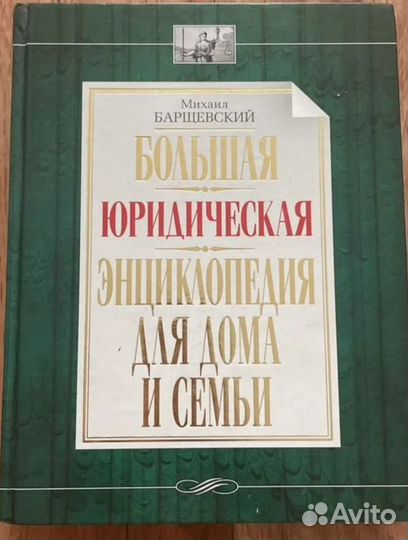 Михаил
БАРЩЕВСКИЙ
БОЛЬШАЯ
ЮРИДИЧЕСКАЯ
ЭНЦИКЛОПЕДИЯ
ДЛЯ ДОМА
И СЕМЬИ
Avito